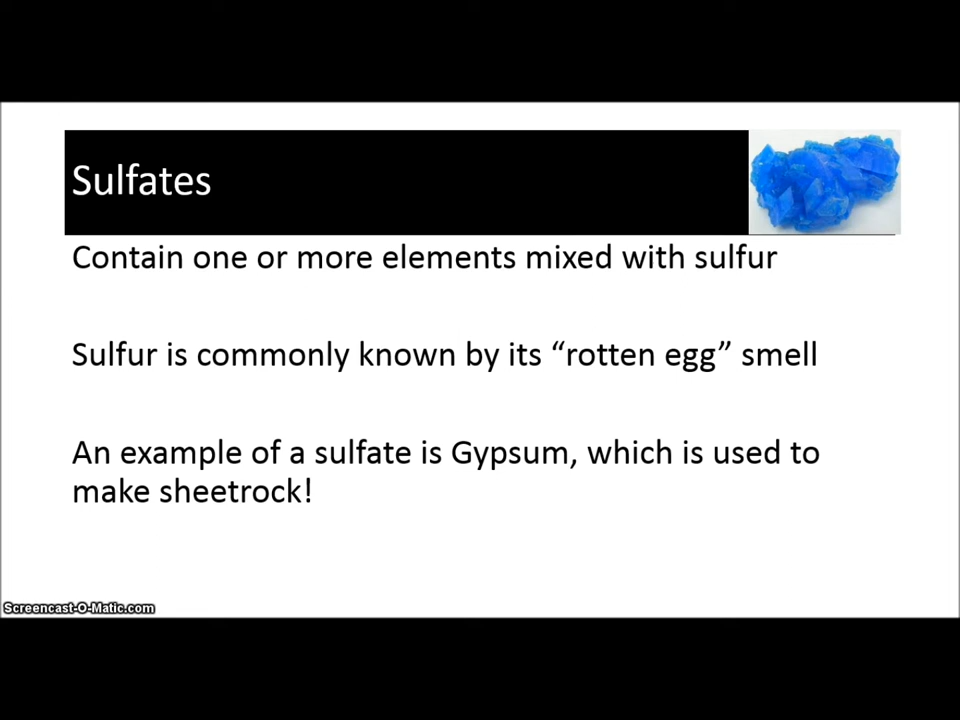 Sulfates
Contain one or more elements mixed with sulfur
Sulfur is commonly known by its “rotten egg” smell
An example of a sulfate is Gypsum, which is used to
make sheetrock!
Screencast-O-Matic.com